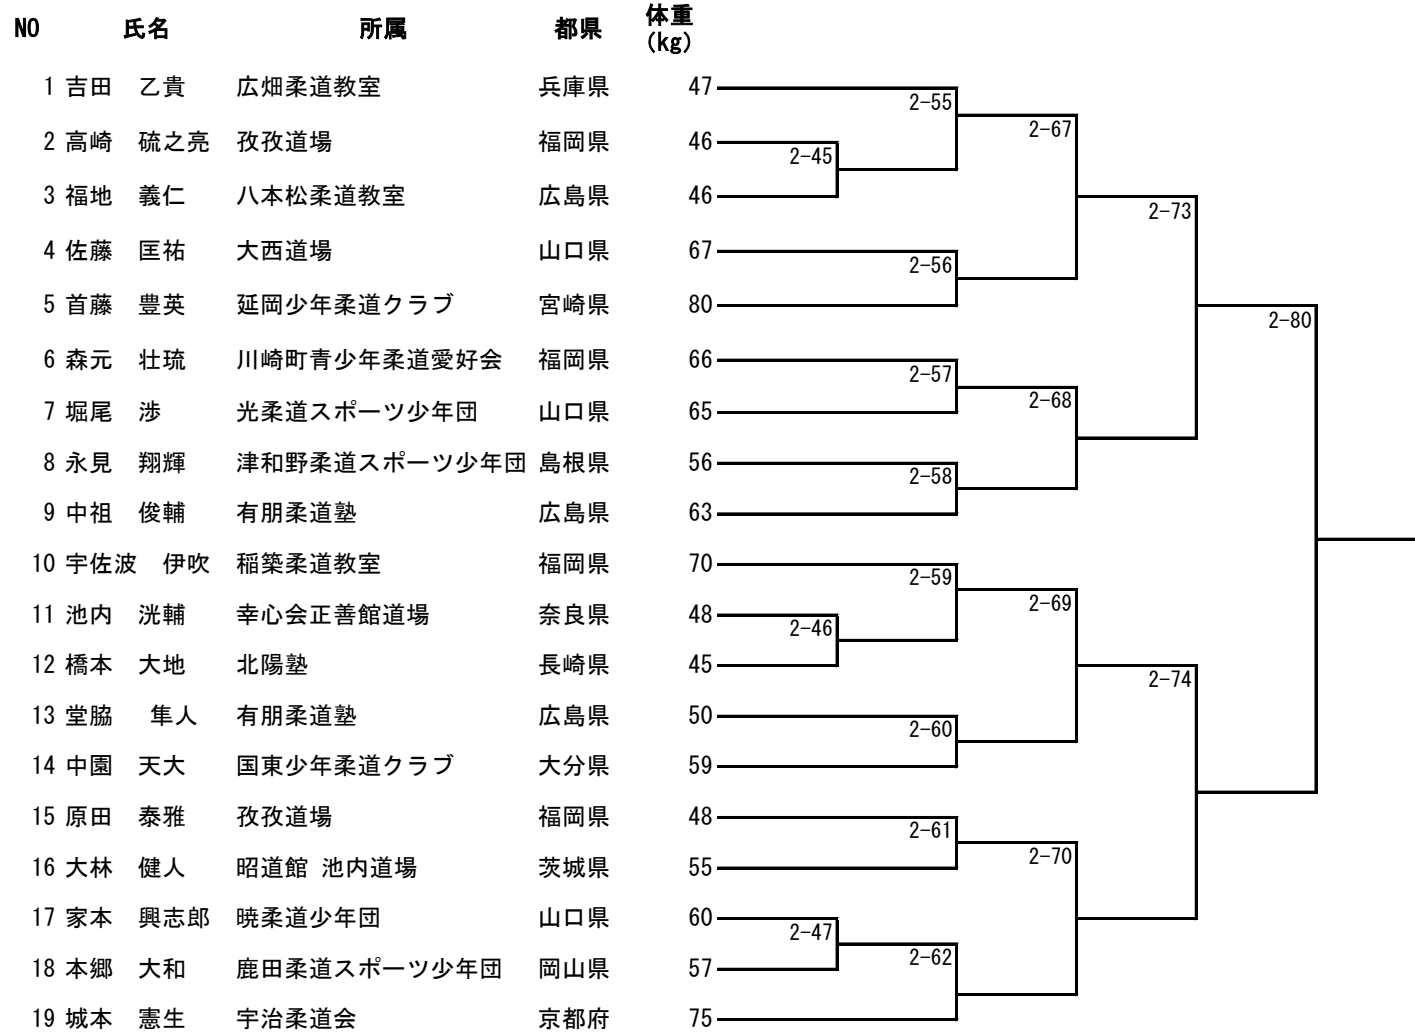 NO 氏名 所属 都県 体重(kg)
1 吉田 乙貴 広畑柔道教室 兵庫県 47
2-55
2 高崎 硫之亮 孜孜道場 福岡県 46
2-67
2-45
3 福地 義仁 八本松柔道教室 広島県 46
2-73
4 佐藤 匡祐 大西道場 山口県 67
2-56
5 首藤 豊英 延岡少年柔道クラブ 宮崎県 80
2-80
6 森元 壮琉 川崎町青少年柔道愛好会 福岡県 66
2-57
2-68
7 堀尾 渉 光柔道スポーツ少年団 山口県 65
8 永見 翔輝 津和野柔道スポーツ少年団 島根県 56
2-58
9 中祖 俊輔 有朋柔道塾 広島県 63
10 宇佐波 伊吹 稲築柔道教室 福岡県 70
2-59
2-69
11 池内 洸輔 幸心会正善館道場 奈良県 48
2-46
12 橋本 大地 北陽塾 長崎県 45
2-74
13 堂脇 隼人 有朋柔道塾 広島県 50
2-60
14 中園 天大 国東少年柔道クラブ 大分県 59
15 原田 泰雅 孜孜道場 福岡県 48
2-61
2-70
16 大林 健人 昭道館 池内道場 茨城県 55
17 家本 興志郎 暁柔道少年団 山口県 60
2-47
2-62
18 本郷 大和 鹿田柔道スポーツ少年団 岡山県 57
19 城本 憲生 宇治柔道会 京都府 75